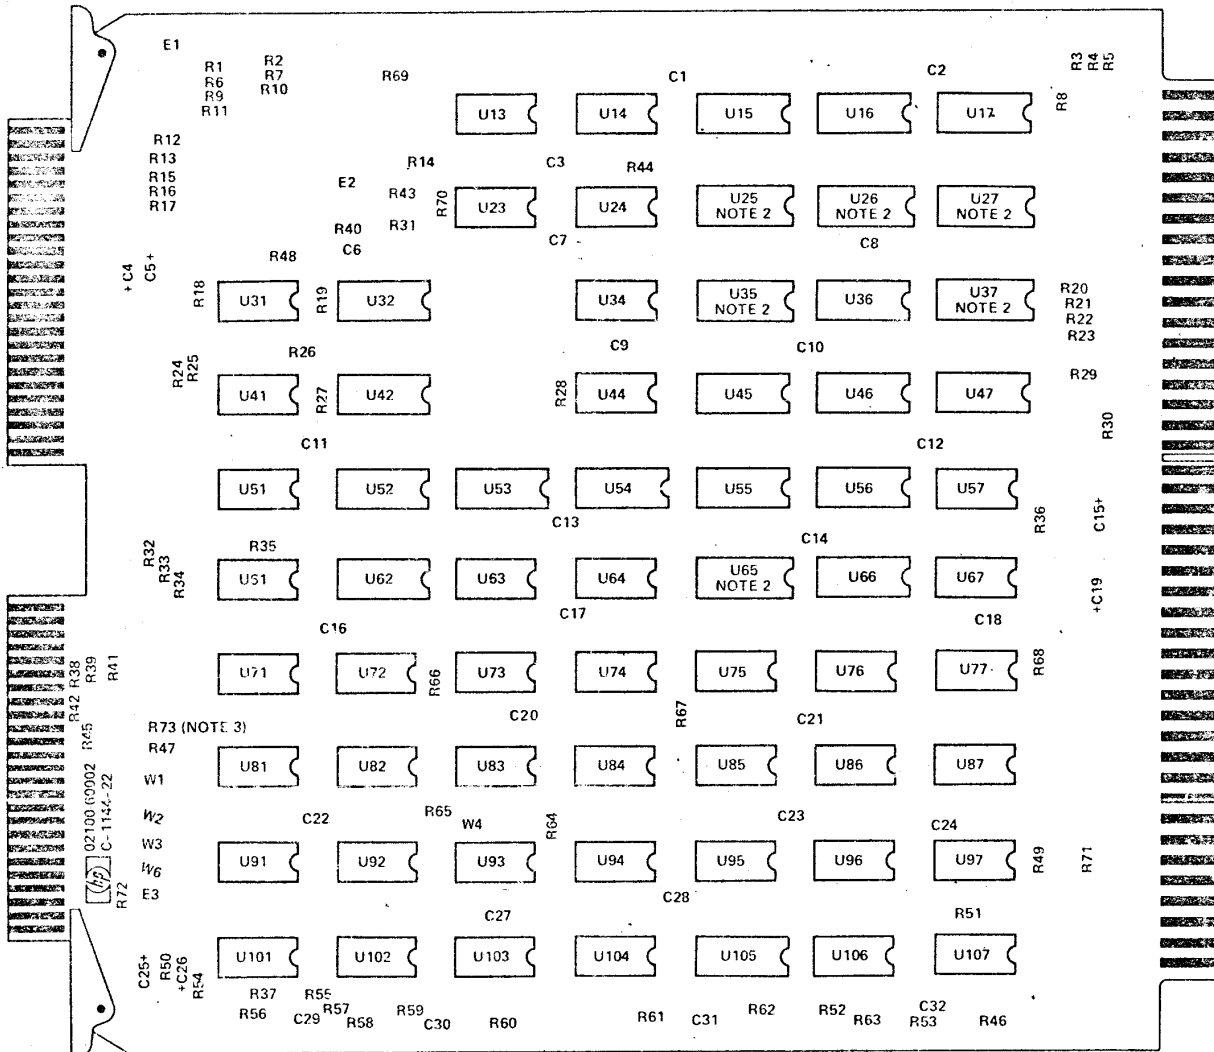 E1
R1
R2
R6
R7
R9
R10
R11
R69
C1
C2
R3
R4
R5
R8
U13
U14
U15
U16
U17
R12
R13
R15
R16
R17
R14
C3
R44
E2
R43
R70
U23
U24
U25
NOTE 2
U26
NOTE 2
U27
NOTE 2
R40
R31
C6
C7
C8
R48
+C4
C5+
R18
U31
R19
U32
U34
U35
NOTE 2
U36
U37
NOTE 2
R20
R21
R22
R23
R26
C9
C10
R24
R25
U41
R27
U42
R28
U44
U45
U46
U47
R29
R30
C11
C12
U51
U52
U53
U54
U55
U56
U57
R36
C15+
C13
C14
R32
R33
R34
R35
U61
U62
U63
U64
U65
NOTE 2
U66
U67
+C19
C16
C17
C18
R38
R39
R41
R42
U71
U72
R66
U73
U74
U75
U76
U77
R68
R67
C20
C21
R45
R73 (NOTE 3)
R47
U81
U82
U83
U84
U85
U86
U87
W1
W2
W3
W6
E3
hp
02100 60002
C-1144-22
R72
C22
R65
W4
R64
C23
C24
U91
U92
U93
U94
U95
U96
U97
R49
R71
C28
C27
R51
U101
U102
U103
U104
U105
U106
U107
C25+
R50
+C26
R54
R37
R55
R56
C29
R57
R58
R59
C30
R60
R61
C31
R62
R52
R63
C32
R53
R46